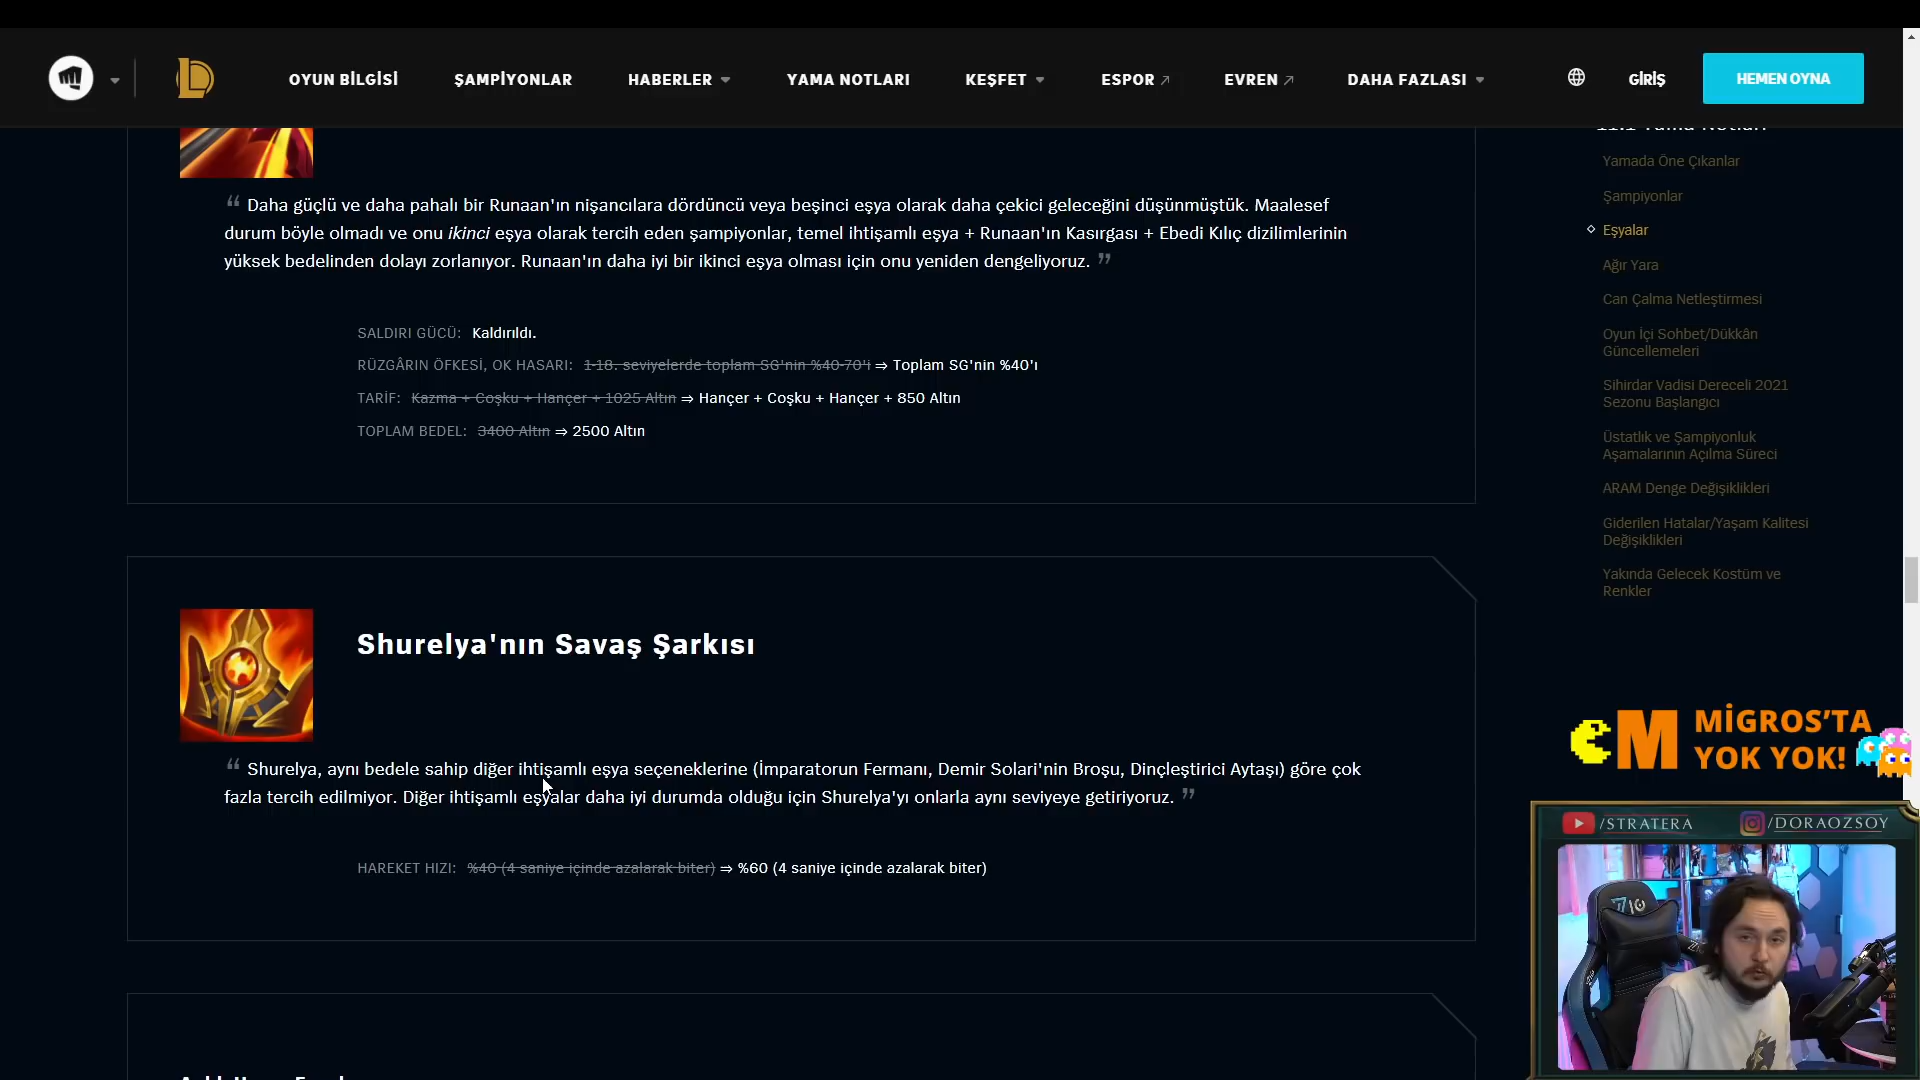 OYUN BİLGİSİ
ŞAMPİYONLAR
HABERLER
YAMA NOTLARI
KEŞFET
ESPOR
EVREN
DAHA FAZLASI
GİRİŞ
HEMEN OYNA
“ Daha güçlü ve daha pahalı bir Runaan'ın nişancılara dördüncü veya beşinci eşya olarak daha çekici geleceğini düşünmüştük. Maalesef
durum böyle olmadı ve onu ikinci eşya olarak tercih eden şampiyonlar, temel ihtişamlı eşya + Runaan'ın Kasırgası + Ebedi Kılıç dizilimlerinin
yüksek bedelinden dolayı zorlanıyor. Runaan'ın daha iyi bir ikinci eşya olması için onu yeniden dengeliyoruz. ”
SALDIRI GÜCÜ: Kaldırıldı.
RÜZGÂRIN ÖFKESİ, OK HASARI: 1-18. seviyelerde toplam SG'nin %40-70'i ⇒ Toplam SG'nin %40'ı
TARİF: Kazma + Coşku + Hançer + 1025 Altın ⇒ Hançer + Coşku + Hançer + 850 Altın
TOPLAM BEDEL: 3400 Altın ⇒ 2500 Altın
Shurelya'nın Savaş Şarkısı
“ Shurelya, aynı bedele sahip diğer ihtişamlı eşya seçeneklerine (İmparatorun Fermanı, Demir Solari'nin Broşu, Dinçleştirici Aytaşı) göre çok
fazla tercih edilmiyor. Diğer ihtişamlı eşyalar daha iyi durumda olduğu için Shurelya'yı onlarla aynı seviyeye getiriyoruz. ”
HAREKET HIZI: %40 (4 saniye içinde azalarak biter) ⇒ %60 (4 saniye içinde azalarak biter)
11.1 Yama Notları
Yamada Öne Çıkanlar
Şampiyonlar
Eşyalar
Ağır Yara
Can Çalma Netleştirmesi
Oyun İçi Sohbet/Dükkân
Güncellemeleri
Sihirdar Vadisi Dereceli 2021
Sezonu Başlangıcı
Üstatlık ve Şampiyonluk
Aşamalarının Açılma Süreci
ARAM Denge Değişiklikleri
Giderilen Hatalar/Yaşam Kalitesi
Değişiklikleri
Yakında Gelecek Kostüm ve
Renkler
M MİGROS'TA
YOK YOK!
/STRATERA
/DORAOZSOY